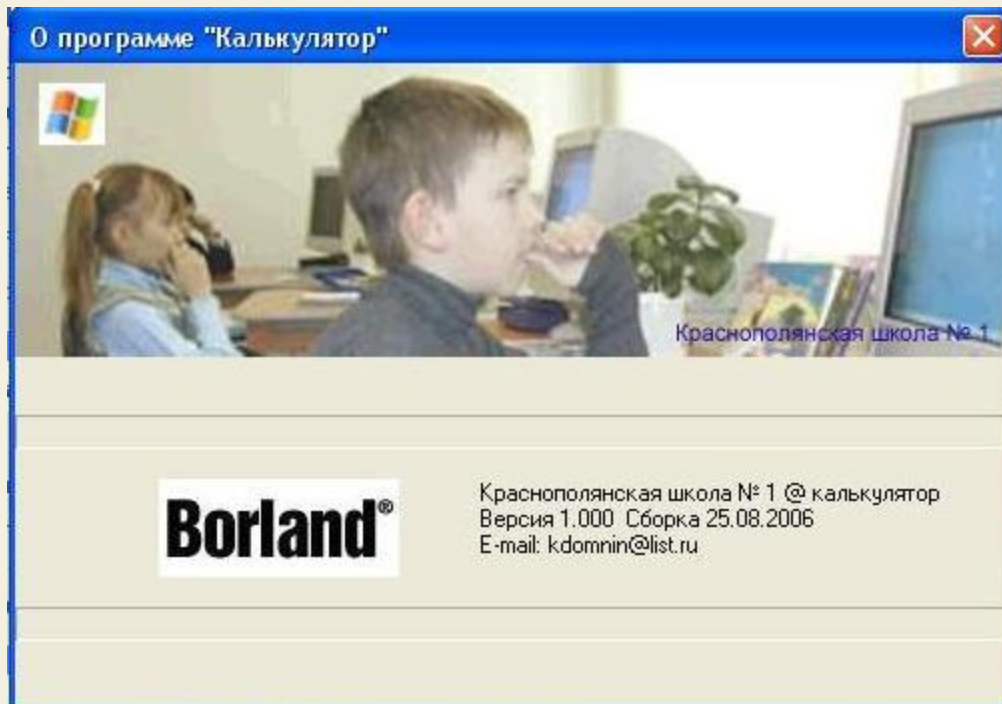 О программе "Калькулятор"
Краснополянская школа № 1
Borland®
Краснополянская школа № 1 @ калькулятор
Версия 1.000 Сборка 25.08.2006
E-mail: kdomnin@list.ru